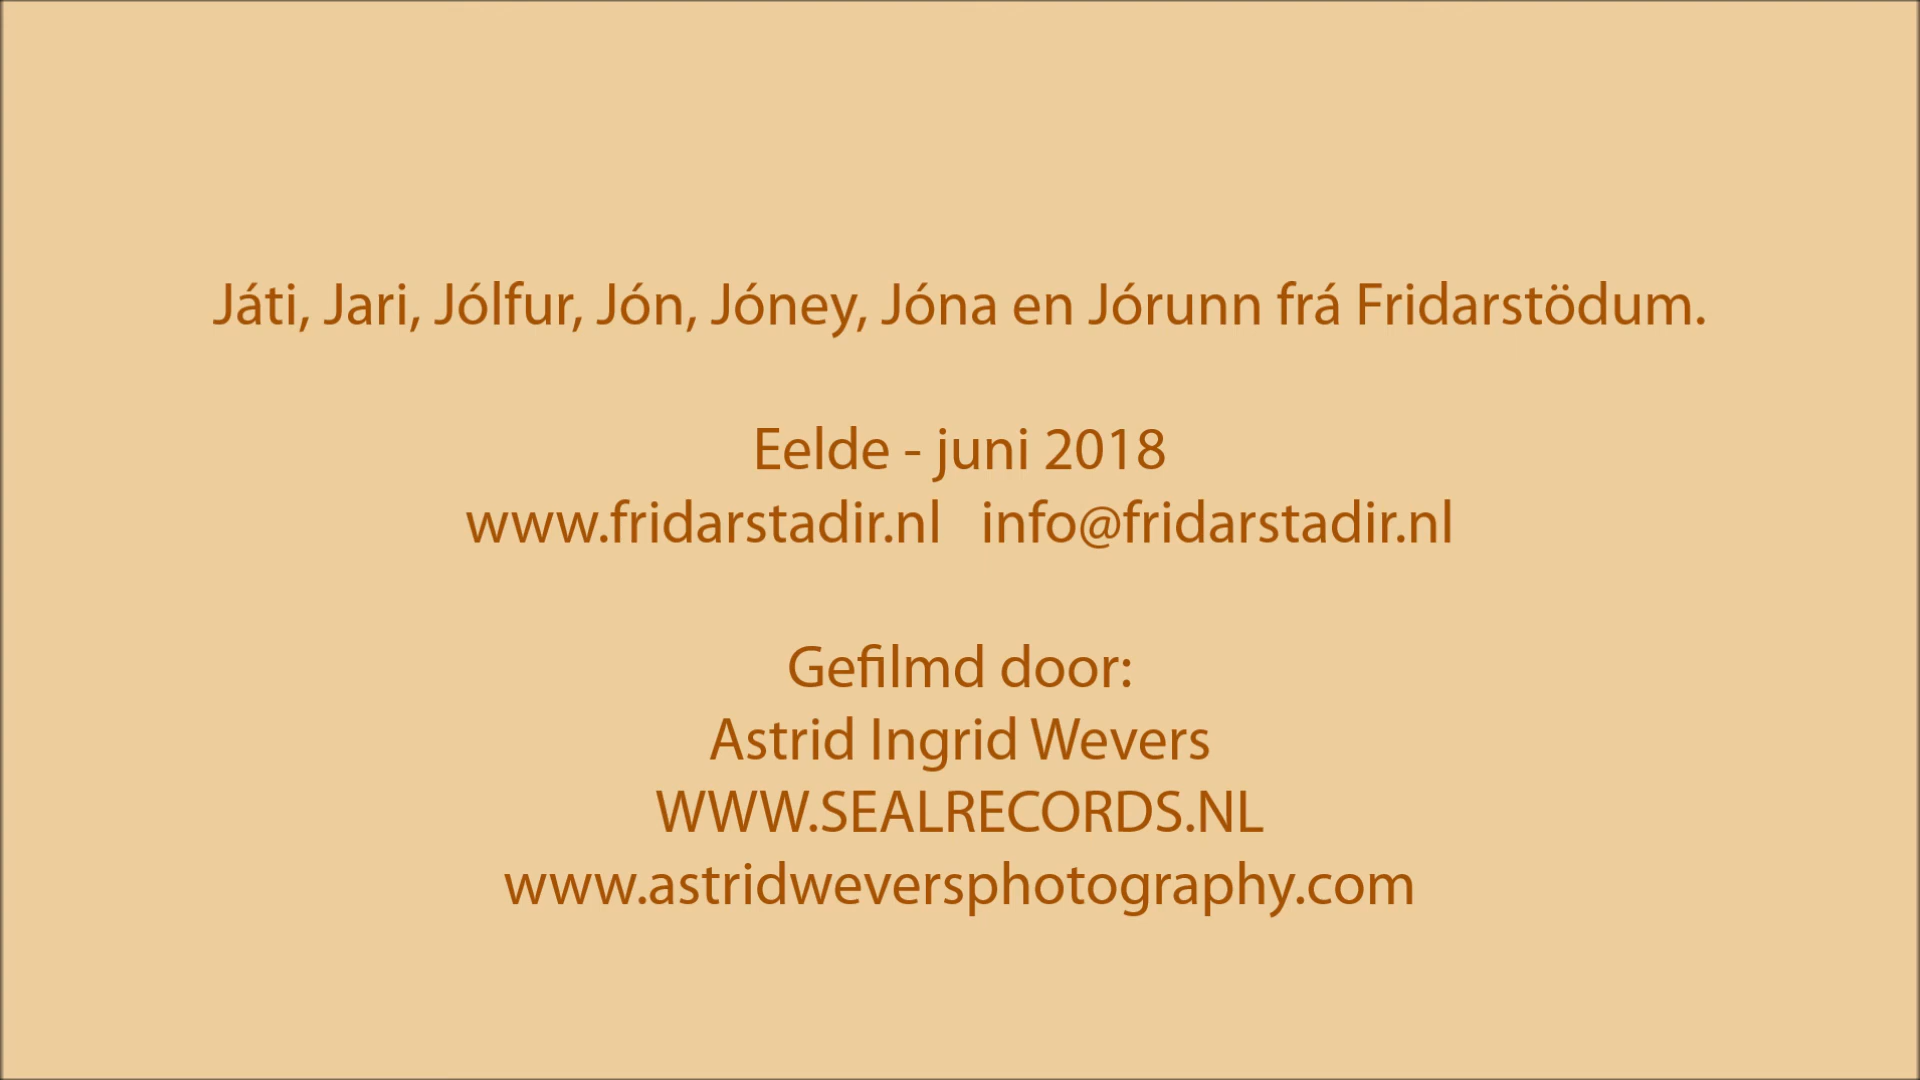 Játi, Jari, Jólfur, Jón, Jóney, Jóna en Jórunn frá Fridarstödum.
Eelde - juni 2018
www.fridarstadir.nl info@fridarstadir.nl
Gefilmd door:
Astrid Ingrid Wevers
WWW.SEALRECORDS.NL
www.astridweversphotography.com